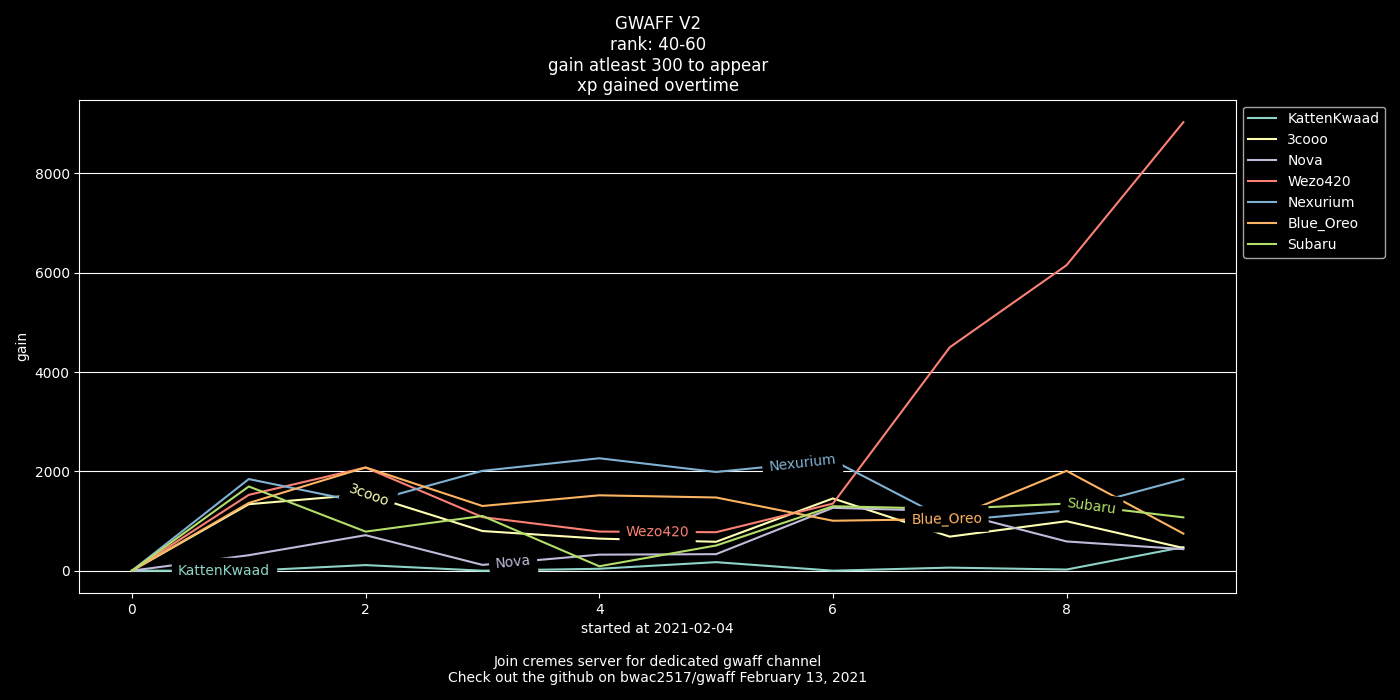 GWAFF V2
rank: 40-60
gain atleast 300 to appear
xp gained overtime
KattenKwaad
3cooo
Nova
Wezo420
Nexurium
Blue_Oreo
Subaru
8000
6000
4000
2000
0
gain
Nexurium
3cooo
Subaru
Blue_Oreo
Wezo420
Nova
KattenKwaad
0 2 4 6 8
started at 2021-02-04
Join cremes server for dedicated gwaff channel
Check out the github on bwac2517/gwaff February 13, 2021